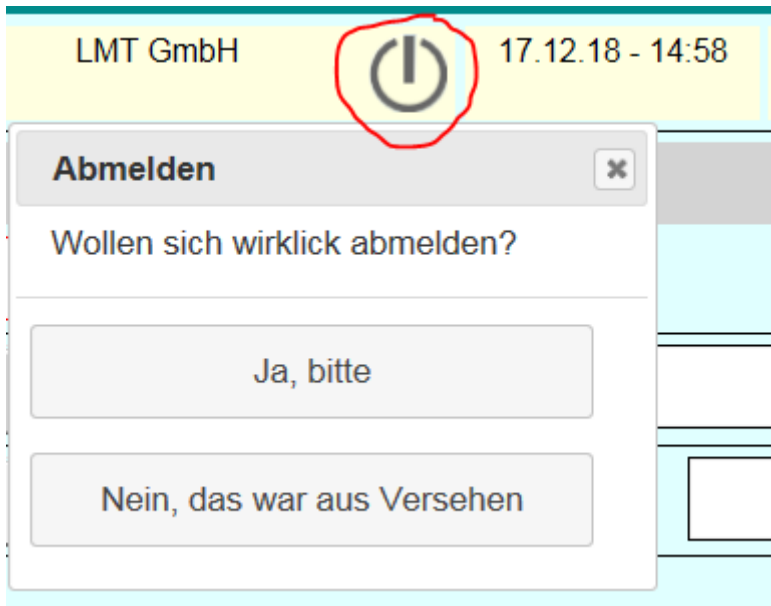 LMT GmbH
17.12.18 - 14:58
Abmelden
Wollen sich wirklick abmelden?
Ja, bitte
Nein, das war aus Versehen